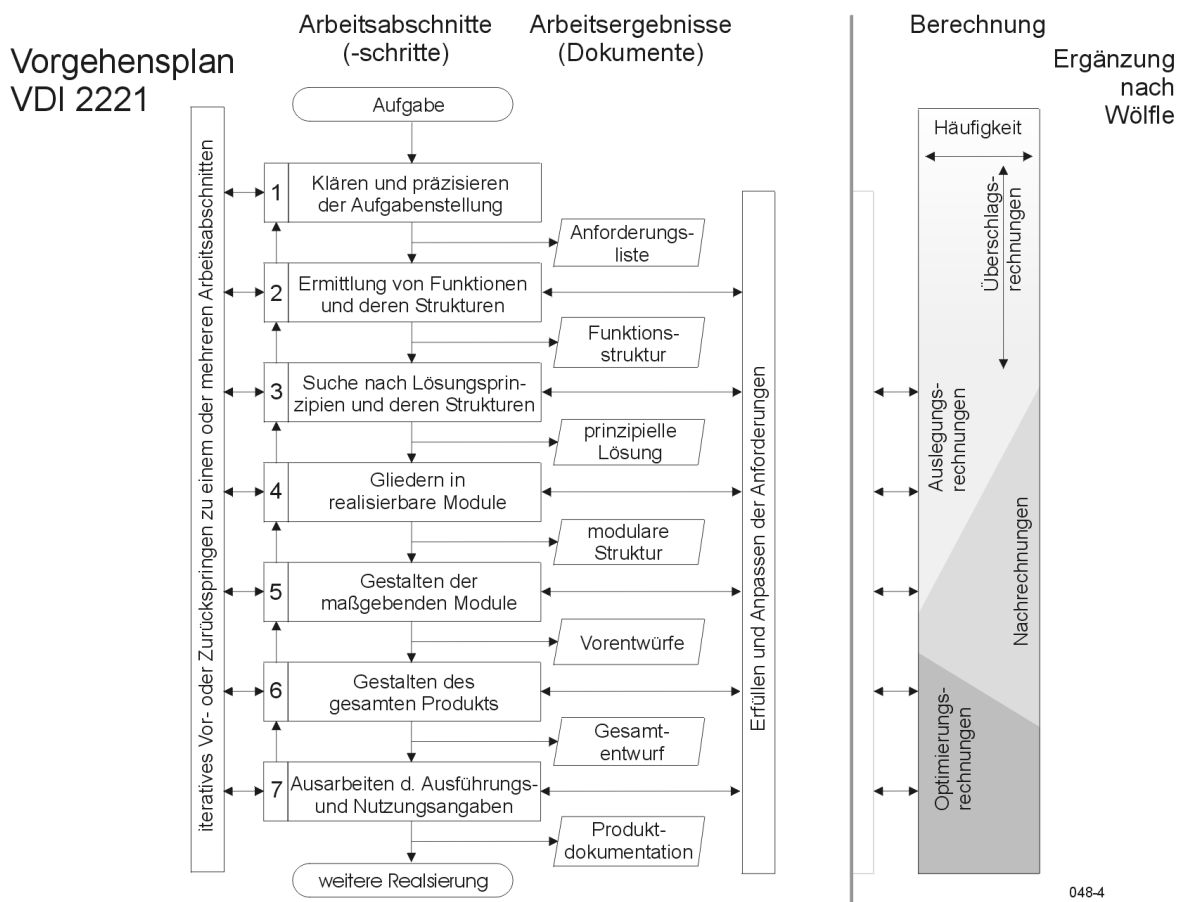 Vorgehensplan
VDI 2221
Arbeitsabschnitte
(-schritte)
Arbeitsergebnisse
(Dokumente)
Berechnung
Ergänzung
nach
Wölfle
Aufgabe
iteratives Vor- oder Zurückspringen zu einem oder mehreren Arbeitsabschnitten
1
Klären und präzisieren
der Aufgabenstellung
Anforderungs-
liste
2
Ermittlung von Funktionen
und deren Strukturen
Funktions-
struktur
3
Suche nach Lösungsprin-
zipien und deren Strukturen
prinzipielle
Lösung
4
Gliedern in
realisierbare Module
modulare
Struktur
5
Gestalten der
maßgebenden Module
Vorentwürfe
6
Gestalten des
gesamten Produkts
Gesamt-
entwurf
7
Ausarbeiten d. Ausführungs-
und Nutzungsangaben
Produkt-
dokumentation
weitere Realsierung
Erfüllen und Anpassen der Anforderungen
Häufigkeit
Überschlags-
rechnungen
Auslegungs-
rechnungen
Nachrechnungen
Optimierungs-
rechnungen
048-4